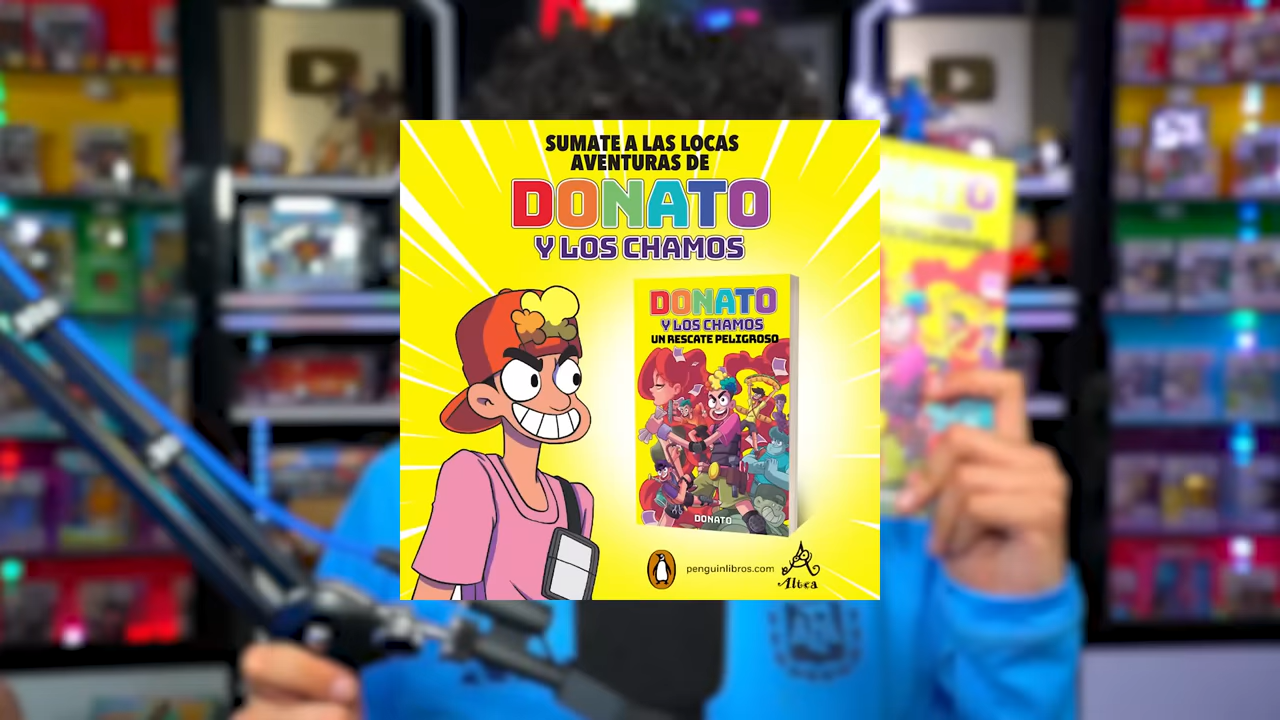 SUMATE A LAS LOCAS
AVENTURAS DE
DONATO
Y LOS CHAMOS
DONATO
Y LOS CHAMOS
UN RESCATE PELIGROSO
DONATO
penguinlibros.com
Altea